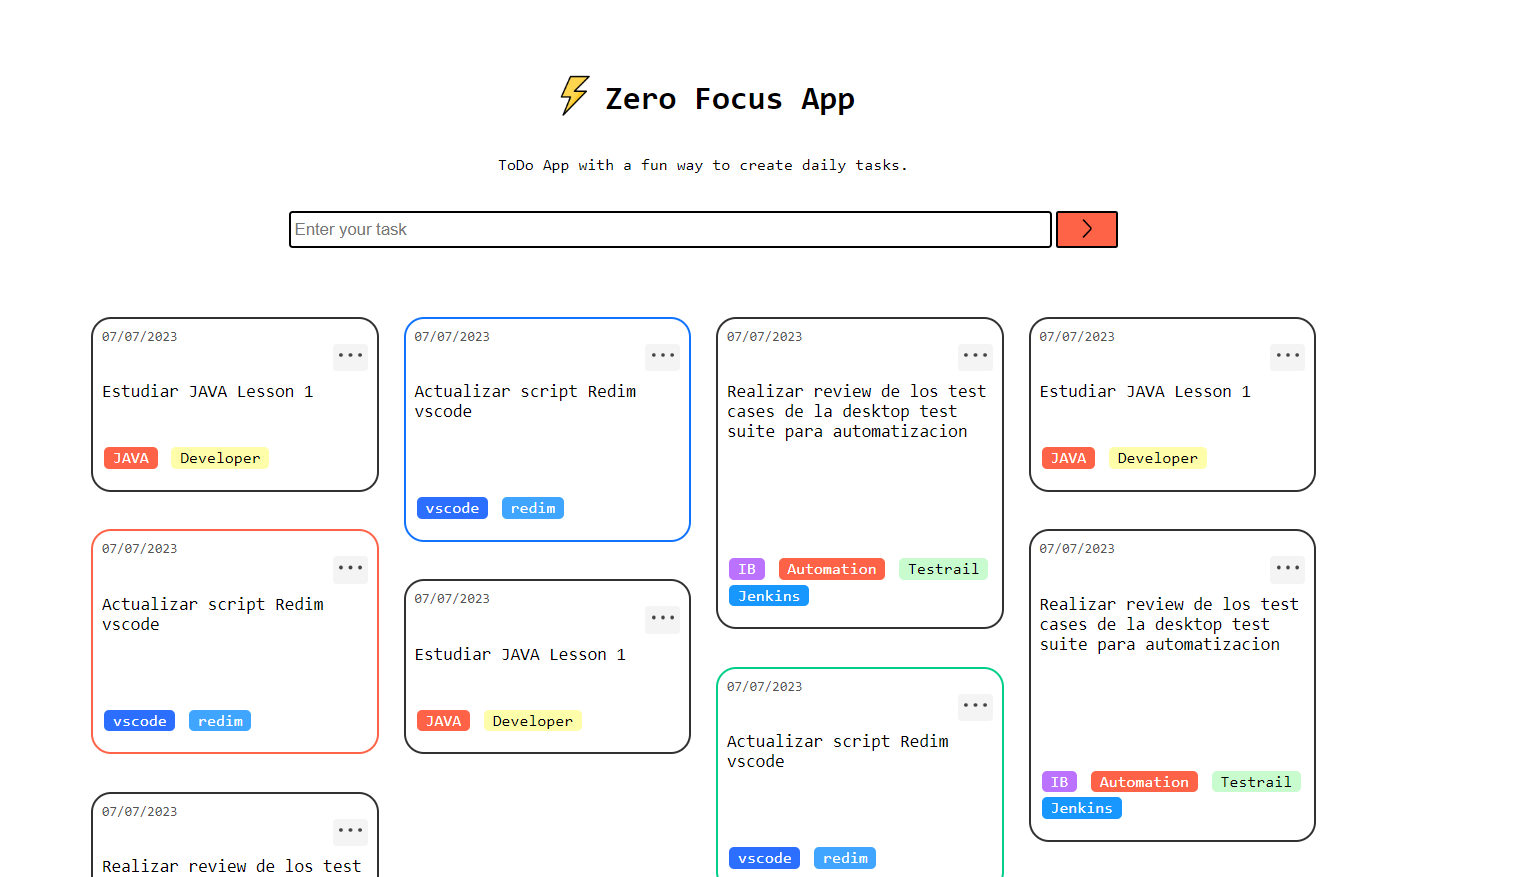 Zero Focus App
ToDo App with a fun way to create daily tasks.
Enter your task
07/07/2023
Estudiar JAVA Lesson 1
JAVA Developer
07/07/2023
Actualizar script Redim
vscode
vscode redim
07/07/2023
Realizar review de los test
07/07/2023
Actualizar script Redim
vscode
vscode redim
07/07/2023
Estudiar JAVA Lesson 1
JAVA Developer
07/07/2023
Realizar review de los test
cases de la desktop test
suite para automatizacion
IB Automation Testrail
Jenkins
07/07/2023
Actualizar script Redim
vscode
vscode redim
07/07/2023
Estudiar JAVA Lesson 1
JAVA Developer
07/07/2023
Realizar review de los test
cases de la desktop test
suite para automatizacion
IB Automation Testrail
Jenkins